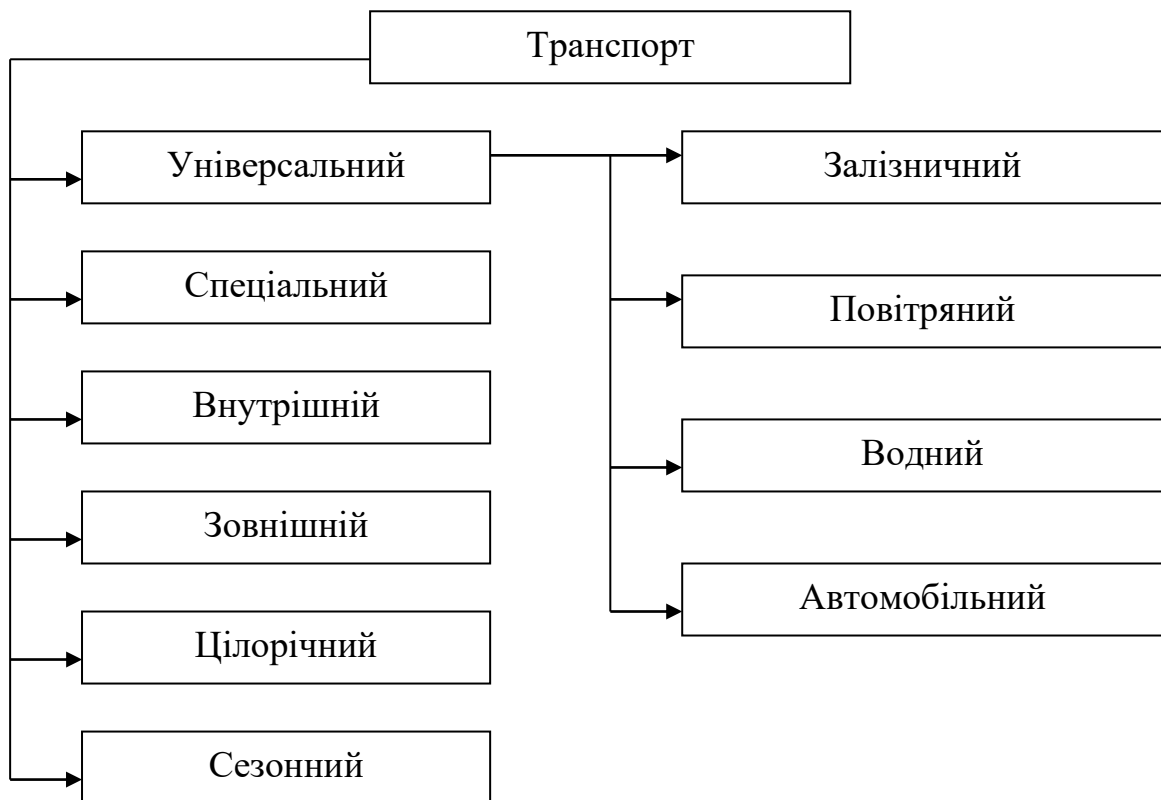 Транспорт
Універсальний
Спеціальний
Внутрішній
Зовнішній
Цілорічний
Сезонний
Залізничний
Повітряний
Водний
Автомобільний